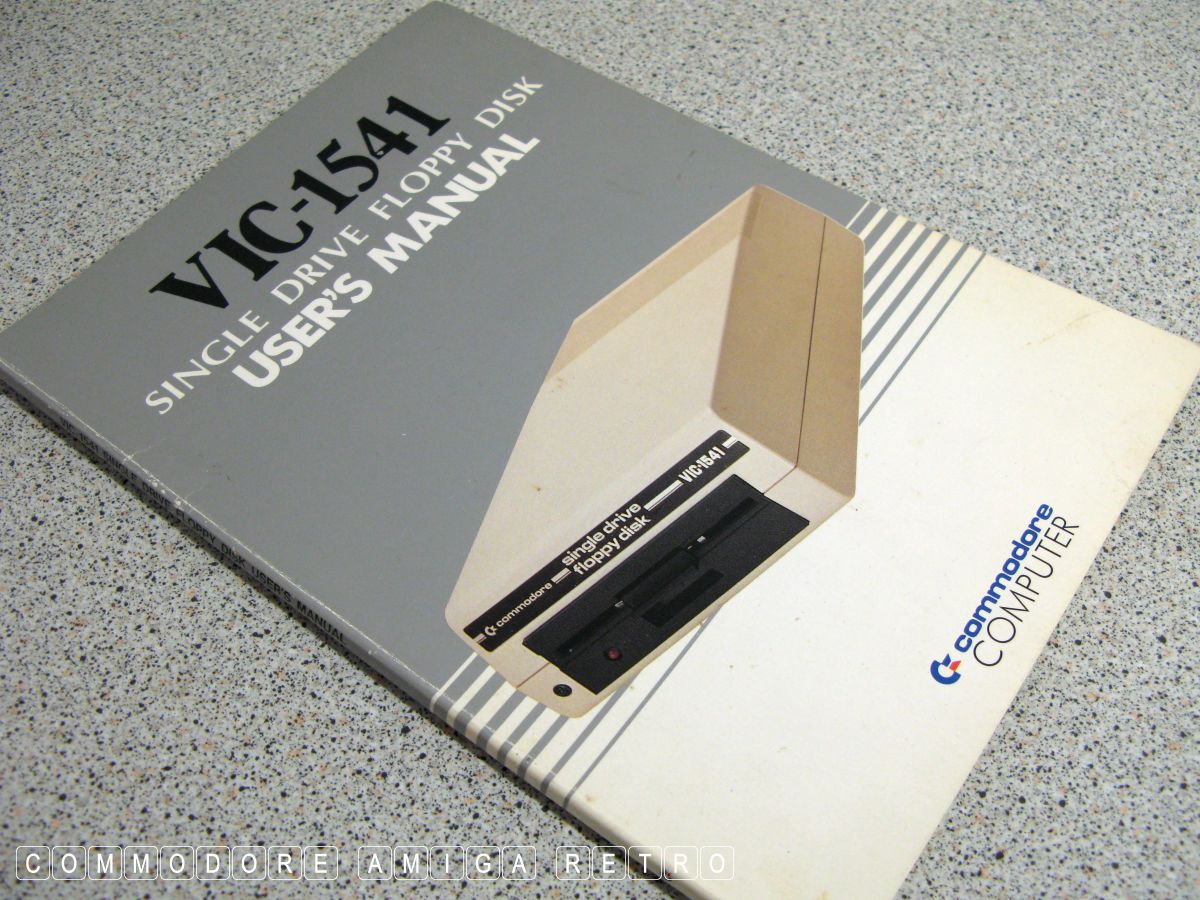 VIC-1541
SINGLE DRIVE FLOPPY DISK
USER'S MANUAL
commodore
single drive
floppy disk
VIC-1541
commodore
COMPUTER
VIC-1541 SINGLE DRIVE FLOPPY DISK USER'S MANUAL
COMMODORE AMIGA RETRO